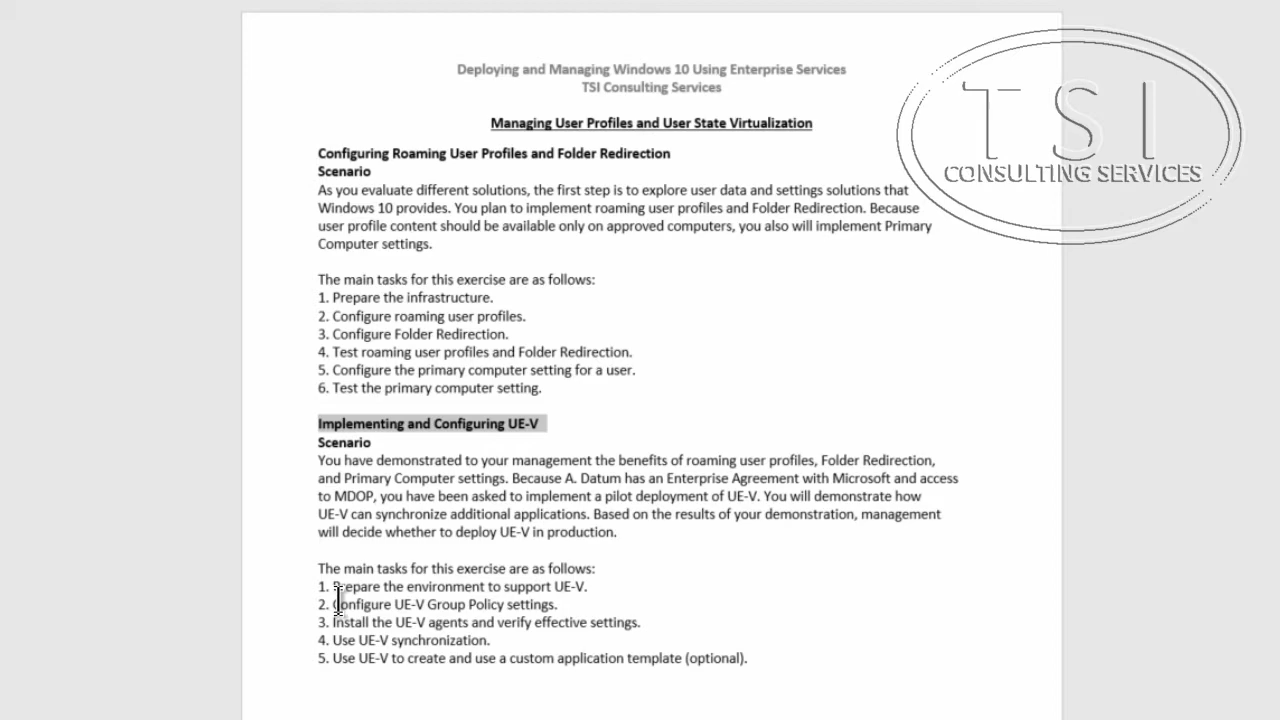 Deploying and Managing Windows 10 Using Enterprise Services
TSI Consulting Services
Managing User Profiles and User State Virtualization
T S I
CONSULTING SERVICES
Configuring Roaming User Profiles and Folder Redirection
Scenario
As you evaluate different solutions, the first step is to explore user data and settings solutions that
Windows 10 provides. You plan to implement roaming user profiles and Folder Redirection. Because
user profile content should be available only on approved computers, you also will implement Primary
Computer settings.
The main tasks for this exercise are as follows:
1. Prepare the infrastructure.
2. Configure roaming user profiles.
3. Configure Folder Redirection.
4. Test roaming user profiles and Folder Redirection.
5. Configure the primary computer setting for a user.
6. Test the primary computer setting.
Implementing and Configuring UE-V
Scenario
You have demonstrated to your management the benefits of roaming user profiles, Folder Redirection,
and Primary Computer settings. Because A. Datum has an Enterprise Agreement with Microsoft and access
to MDOP, you have been asked to implement a pilot deployment of UE-V. You will demonstrate how
UE-V can synchronize additional applications. Based on the results of your demonstration, management
will decide whether to deploy UE-V in production.
The main tasks for this exercise are as follows:
1. Prepare the environment to support UE-V.
2. Configure UE-V Group Policy settings.
3. Install the UE-V agents and verify effective settings.
4. Use UE-V synchronization.
5. Use UE-V to create and use a custom application template (optional).